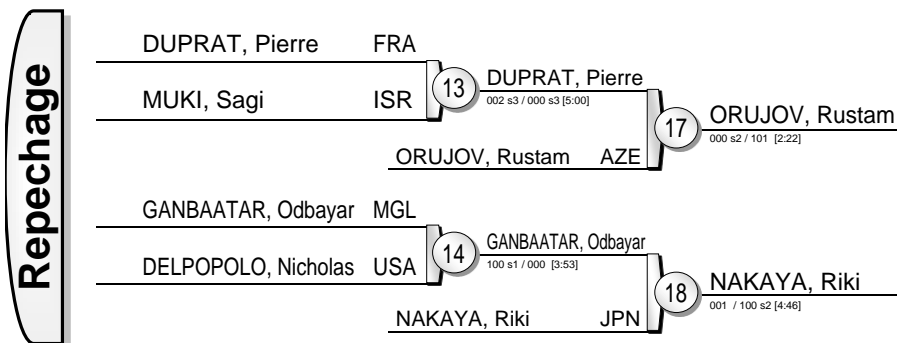 Repechage
DUPRAT, Pierre FRA
MUKI, Sagi ISR
13
DUPRAT, Pierre
002 s3 / 000 s3 [5:00]
ORUJOV, Rustam AZE
17
ORUJOV, Rustam
000 s2 / 101 [2:22]
GANBAATAR, Odbayar MGL
DELPOPOLO, Nicholas USA
14
GANBAATAR, Odbayar
100 s1 / 000 [3:53]
NAKAYA, Riki JPN
18
NAKAYA, Riki
001 / 100 s2 [4:46]